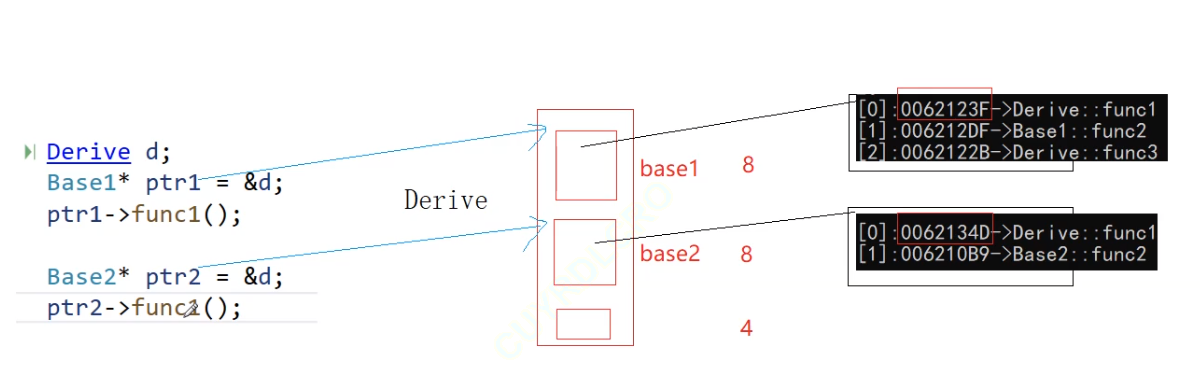 Derive d;
Base1* ptr1 = &d;
ptr1->func1();
Base2* ptr2 = &d;
ptr2->func1();
Derive
base1 8
base2 8
4
[0]:0062123F->Derive::func1
[1]:006212DF->Base1::func2
[2]:0062122B->Derive::func3
[0]:0062134D->Derive::func1
[1]:006210B9->Base2::func2